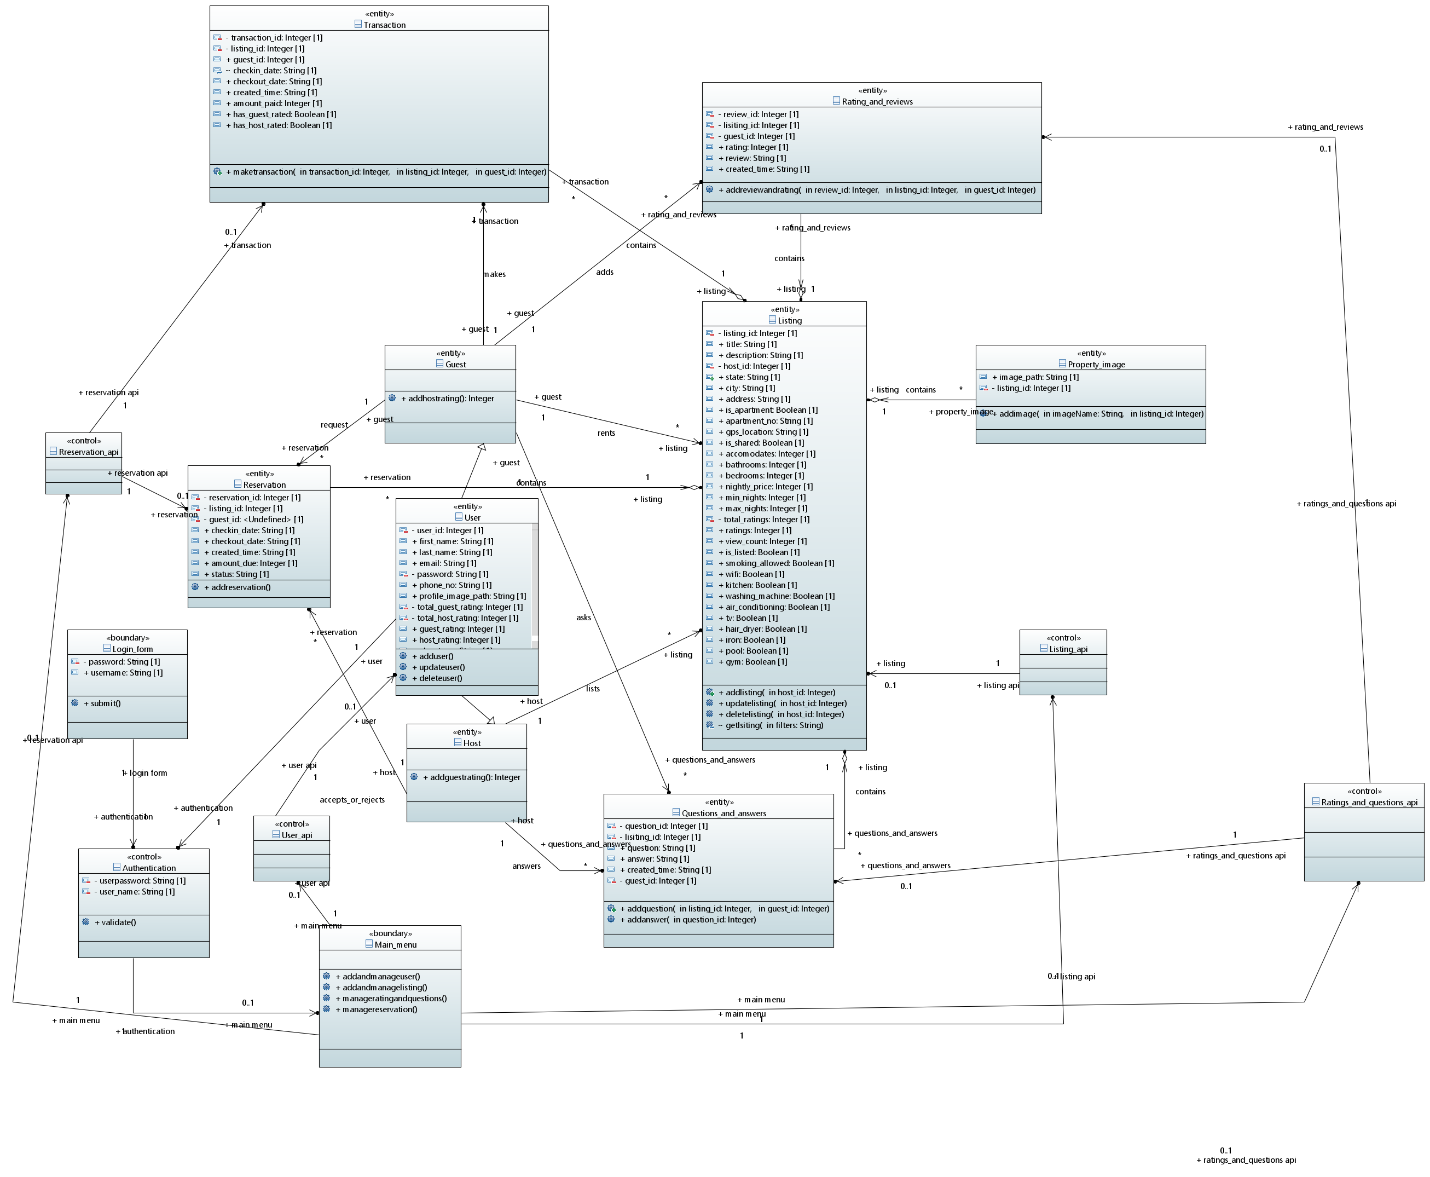 «entity»
Transaction
- transaction_id: Integer [1]
- listing_id: Integer [1]
+ guest_id: Integer [1]
~ checkin_date: String [1]
+ checkout_date: String [1]
+ created_time: String [1]
+ amount_paid: Integer [1]
+ has_guest_rated: Boolean [1]
+ has_host_rated: Boolean [1]
+ maketransaction( in transaction_id: Integer, in listing_id: Integer, in guest_id: Integer)
«entity»
Rating_and_reviews
- review_id: Integer [1]
- lisiting_id: Integer [1]
- guest_id: Integer [1]
+ rating: Integer [1]
+ review: String [1]
+ created_time: String [1]
+ addreviewandrating( in review_id: Integer, in listing_id: Integer, in guest_id: Integer)
+ rating_and_reviews
0..1
+ transaction
*
*
+ rating_and_reviews
contains
1
+ transaction
0..1
+ transaction
+ rating_and_reviews
contains
makes
adds
1
+ listing
+ listing
1
+ guest
+ guest
1
1
«entity»
Guest
+ addhostrating(): Integer
«entity»
Listing
- listing_id: Integer [1]
+ title: String [1]
+ description: String [1]
- host_id: Integer [1]
+ state: String [1]
+ city: String [1]
+ address: String [1]
+ is_apartment: Boolean [1]
+ apartment_no: String [1]
+ gps_location: String [1]
+ is_shared: Boolean [1]
+ accomodates: Integer [1]
+ bathrooms: Integer [1]
+ bedrooms: Integer [1]
+ nightly_price: Integer [1]
+ min_nights: Integer [1]
+ max_nights: Integer [1]
- total_ratings: Integer [1]
+ ratings: Integer [1]
+ view_count: Integer [1]
+ is_listed: Boolean [1]
+ smoking_allowed: Boolean [1]
+ wifi: Boolean [1]
+ kitchen: Boolean [1]
+ washing_machine: Boolean [1]
+ air_conditioning: Boolean [1]
+ tv: Boolean [1]
+ hair_dryer: Boolean [1]
+ iron: Boolean [1]
+ pool: Boolean [1]
+ gym: Boolean [1]
+ addlisting( in host_id: Integer)
+ updatelisting( in host_id: Integer)
+ deletelisting( in host_id: Integer)
~ getlsiting( in filters: String)
«entity»
Property_image
+ image_path: String [1]
- listing_id: Integer [1]
+ addimage( in imageName: String, in listing_id: Integer)
+ listing
contains
*
1
+ property_image
+ reservation api
1
«control»
Rreservation_api
+ reservation api
1
0..1
+ reservation
1
+ guest
request
+ reservation
*
+ guest
1
rents
*
+ listing
+ guest
«entity»
Reservation
- reservation_id: Integer [1]
- listing_id: Integer [1]
- guest_id: <Undefined> [1]
+ checkin_date: String [1]
+ checkout_date: String [1]
+ created_time: String [1]
+ amount_due: Integer [1]
+ status: String [1]
+ addreservation()
+ reservation
*
contains
1
+ listing
«entity»
User
- user_id: Integer [1]
+ first_name: String [1]
+ last_name: String [1]
+ email: String [1]
- password: String [1]
+ phone_no: String [1]
+ profile_image_path: String [1]
- total_guest_rating: Integer [1]
- total_host_rating: Integer [1]
+ guest_rating: Integer [1]
+ host_rating: Integer [1]
+ adduser()
+ updateuser()
+ deleteuser()
+ ratings_and_questions api
asks
+ reservation
*
1
+ user
0..1
+ user
*
+ listing
lists
+ host
1
«boundary»
Login_form
- password: String [1]
+ username: String [1]
+ submit()
0..1
+ reservation api
1
+ login form
+ authentication
+ authentication
1
+ user api
1
accepts_or_rejects
1
+ host
«entity»
Host
+ addguestrating(): Integer
+ host
1
answers
*
+ questions_and_answers
+ questions_and_answers
*
1
+ listing
contains
+ questions_and_answers
*
+ questions_and_answers
0..1
+ listing
1
0..1
+ listing api
«control»
Listing_api
«control»
Ratings_and_questions_api
1
+ ratings_and_questions api
«control»
User_api
+ user api
0..1
1
+ main menu
«control»
Authentication
- userpassword: String [1]
- user_name: String [1]
+ validate()
«entity»
Questions_and_answers
- question_id: Integer [1]
- lisiting_id: Integer [1]
+ question: String [1]
+ answer: String [1]
+ created_time: String [1]
- guest_id: Integer [1]
+ addquestion( in listing_id: Integer, in guest_id: Integer)
+ addanswer( in question_id: Integer)
«boundary»
Main_menu
+ addandmanageuser()
+ addandmanagelisting()
+ manageratingandquestions()
+ managereservation()
1
+ main menu
+ authentication
0..1
+ main menu
+ main menu
+ main menu
1
1
+ listing api
0..1
+ ratings_and_questions api